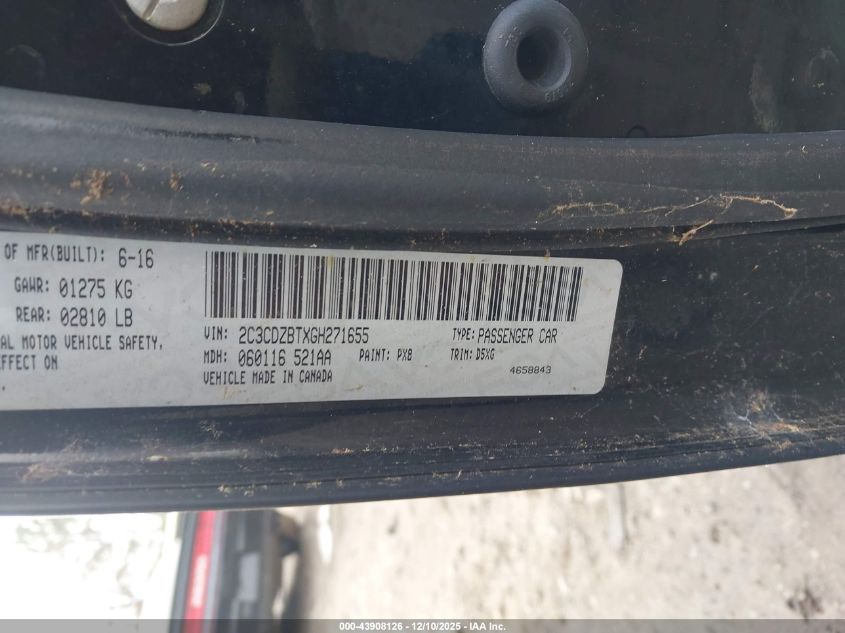 OF MFR(BUILT): 6-16
GAWR: 01275 KG
REAR: 02810 LB
AL MOTOR VEHICLE SAFETY,
EFFECT ON
VIN: 2C3CDZBTXGH271655 TYPE: PASSENGER CAR
MDH: 060116 521AA PAINT: PX8 TRIM: D5XG
VEHICLE MADE IN CANADA 4658843
000-43908126 - 12/10/2025 - IAA Inc.